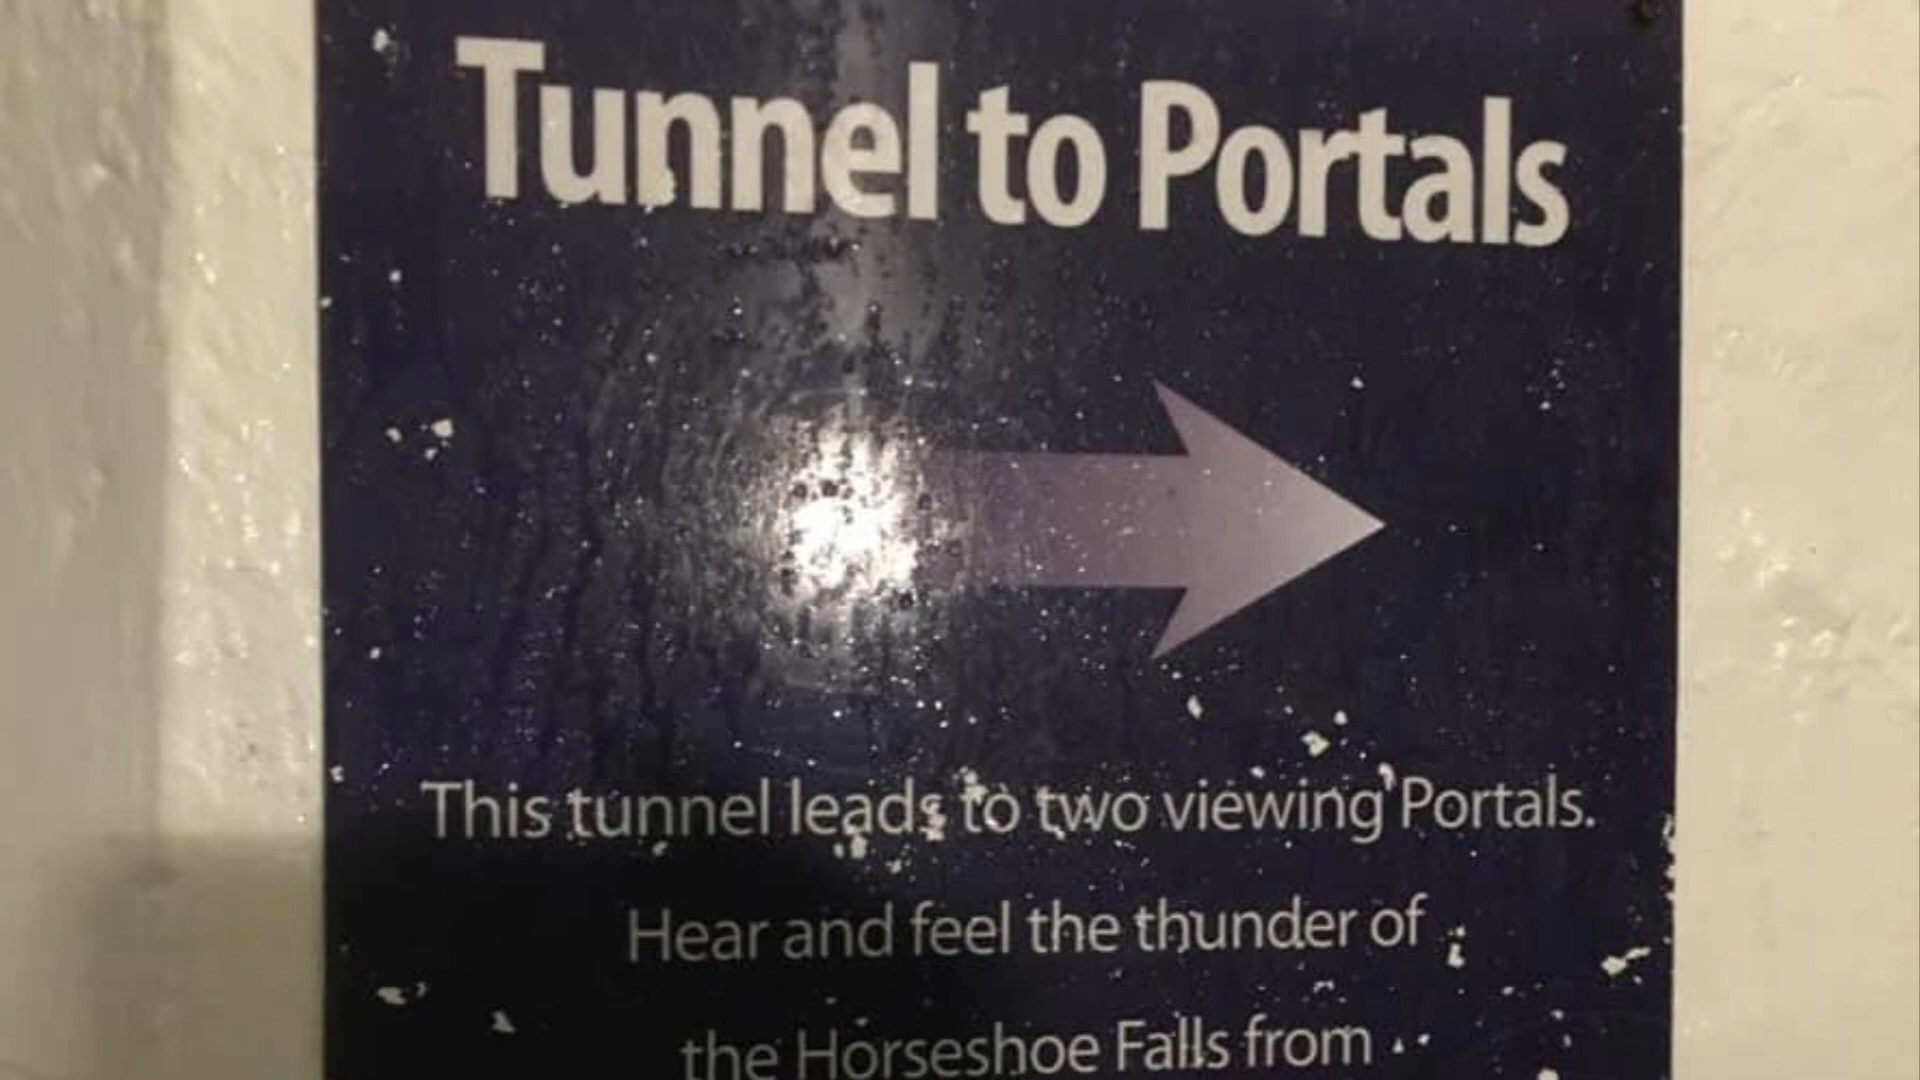 Tunnel to Portals
This tunnel leads to two viewing Portals.
Hear and feel the thunder of
the Horseshoe Falls from